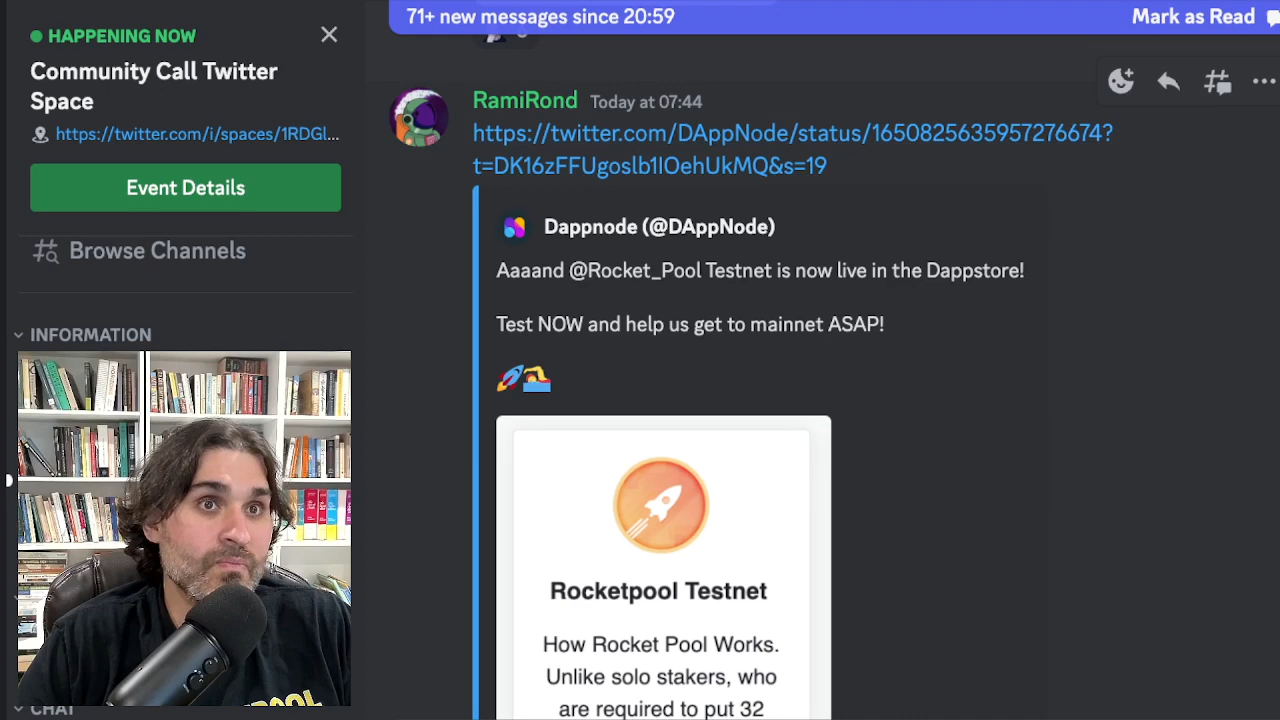 HAPPENING NOW
Community Call Twitter
Space
https://twitter.com/i/spaces/1RDGl...
Event Details
Browse Channels
INFORMATION
CHAT
71+ new messages since 20:59
Mark as Read
RamiRond Today at 07:44
https://twitter.com/DAppNode/status/1650825635957276674?
t=DK16zFFUgoslb1IOehUkMQ&s=19
Dappnode (@DAppNode)
Aaaand @Rocket_Pool Testnet is now live in the Dappstore!
Test NOW and help us get to mainnet ASAP!
Rocketpool Testnet
How Rocket Pool Works.
Unlike solo stakers, who
are required to put 32